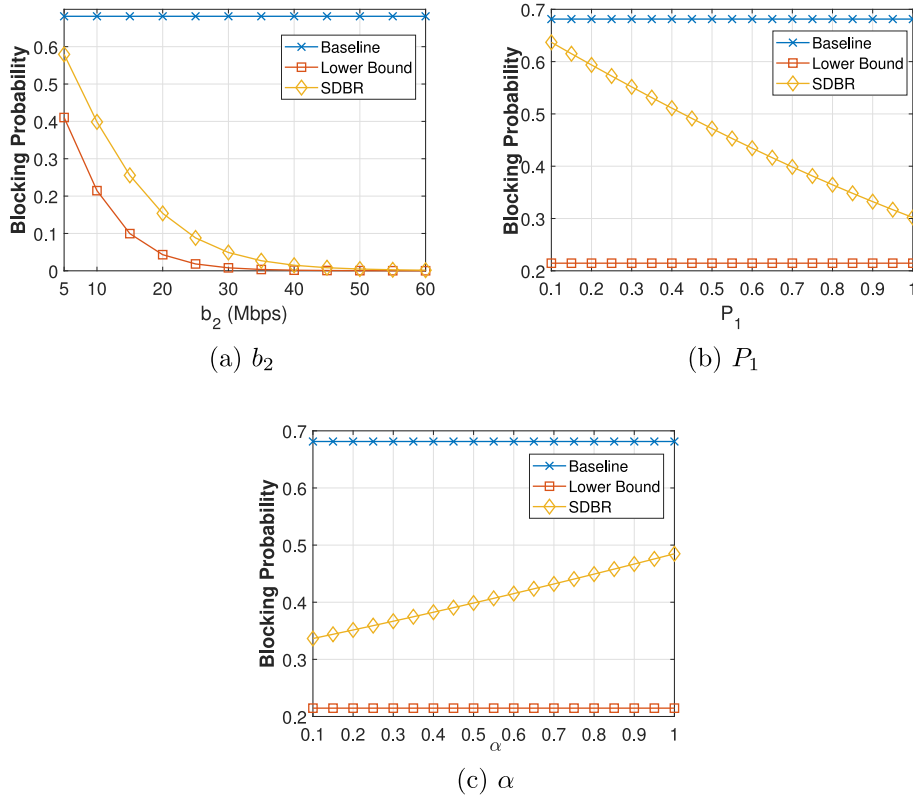 Blocking Probability
0.6
0.5
0.4
0.3
0.2
0.1
0
Baseline
Lower Bound
SDBR
5 10 20 30 40 50 60
b2 (Mbps)
(a) b2
Blocking Probability
0.7
0.6
0.5
0.4
0.3
0.2
Baseline
Lower Bound
SDBR
0.1 0.2 0.3 0.4 0.5 0.6 0.7 0.8 0.9 1
P1
(b) P1
Blocking Probability
0.7
0.6
0.5
0.4
0.3
0.2
Baseline
Lower Bound
SDBR
0.1 0.2 0.3 0.4 0.5 0.6 0.7 0.8 0.9 1
α
(c) α